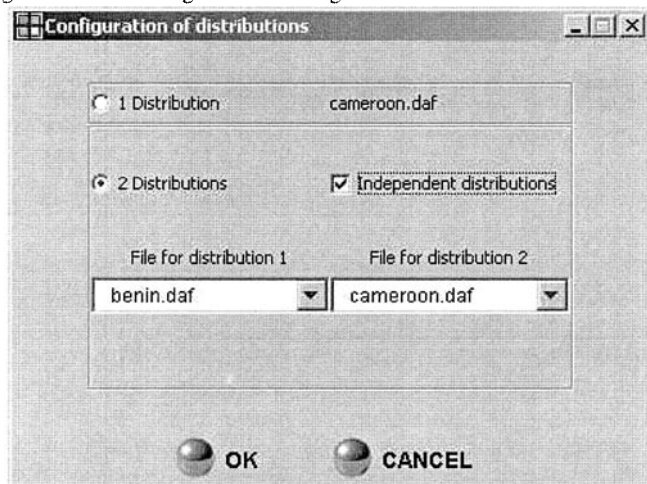 Configuration of distributions
1 Distribution cameroon.daf
2 Distributions Independent distributions
File for distribution 1 File for distribution 2
benin.daf cameroon.daf
OK CANCEL